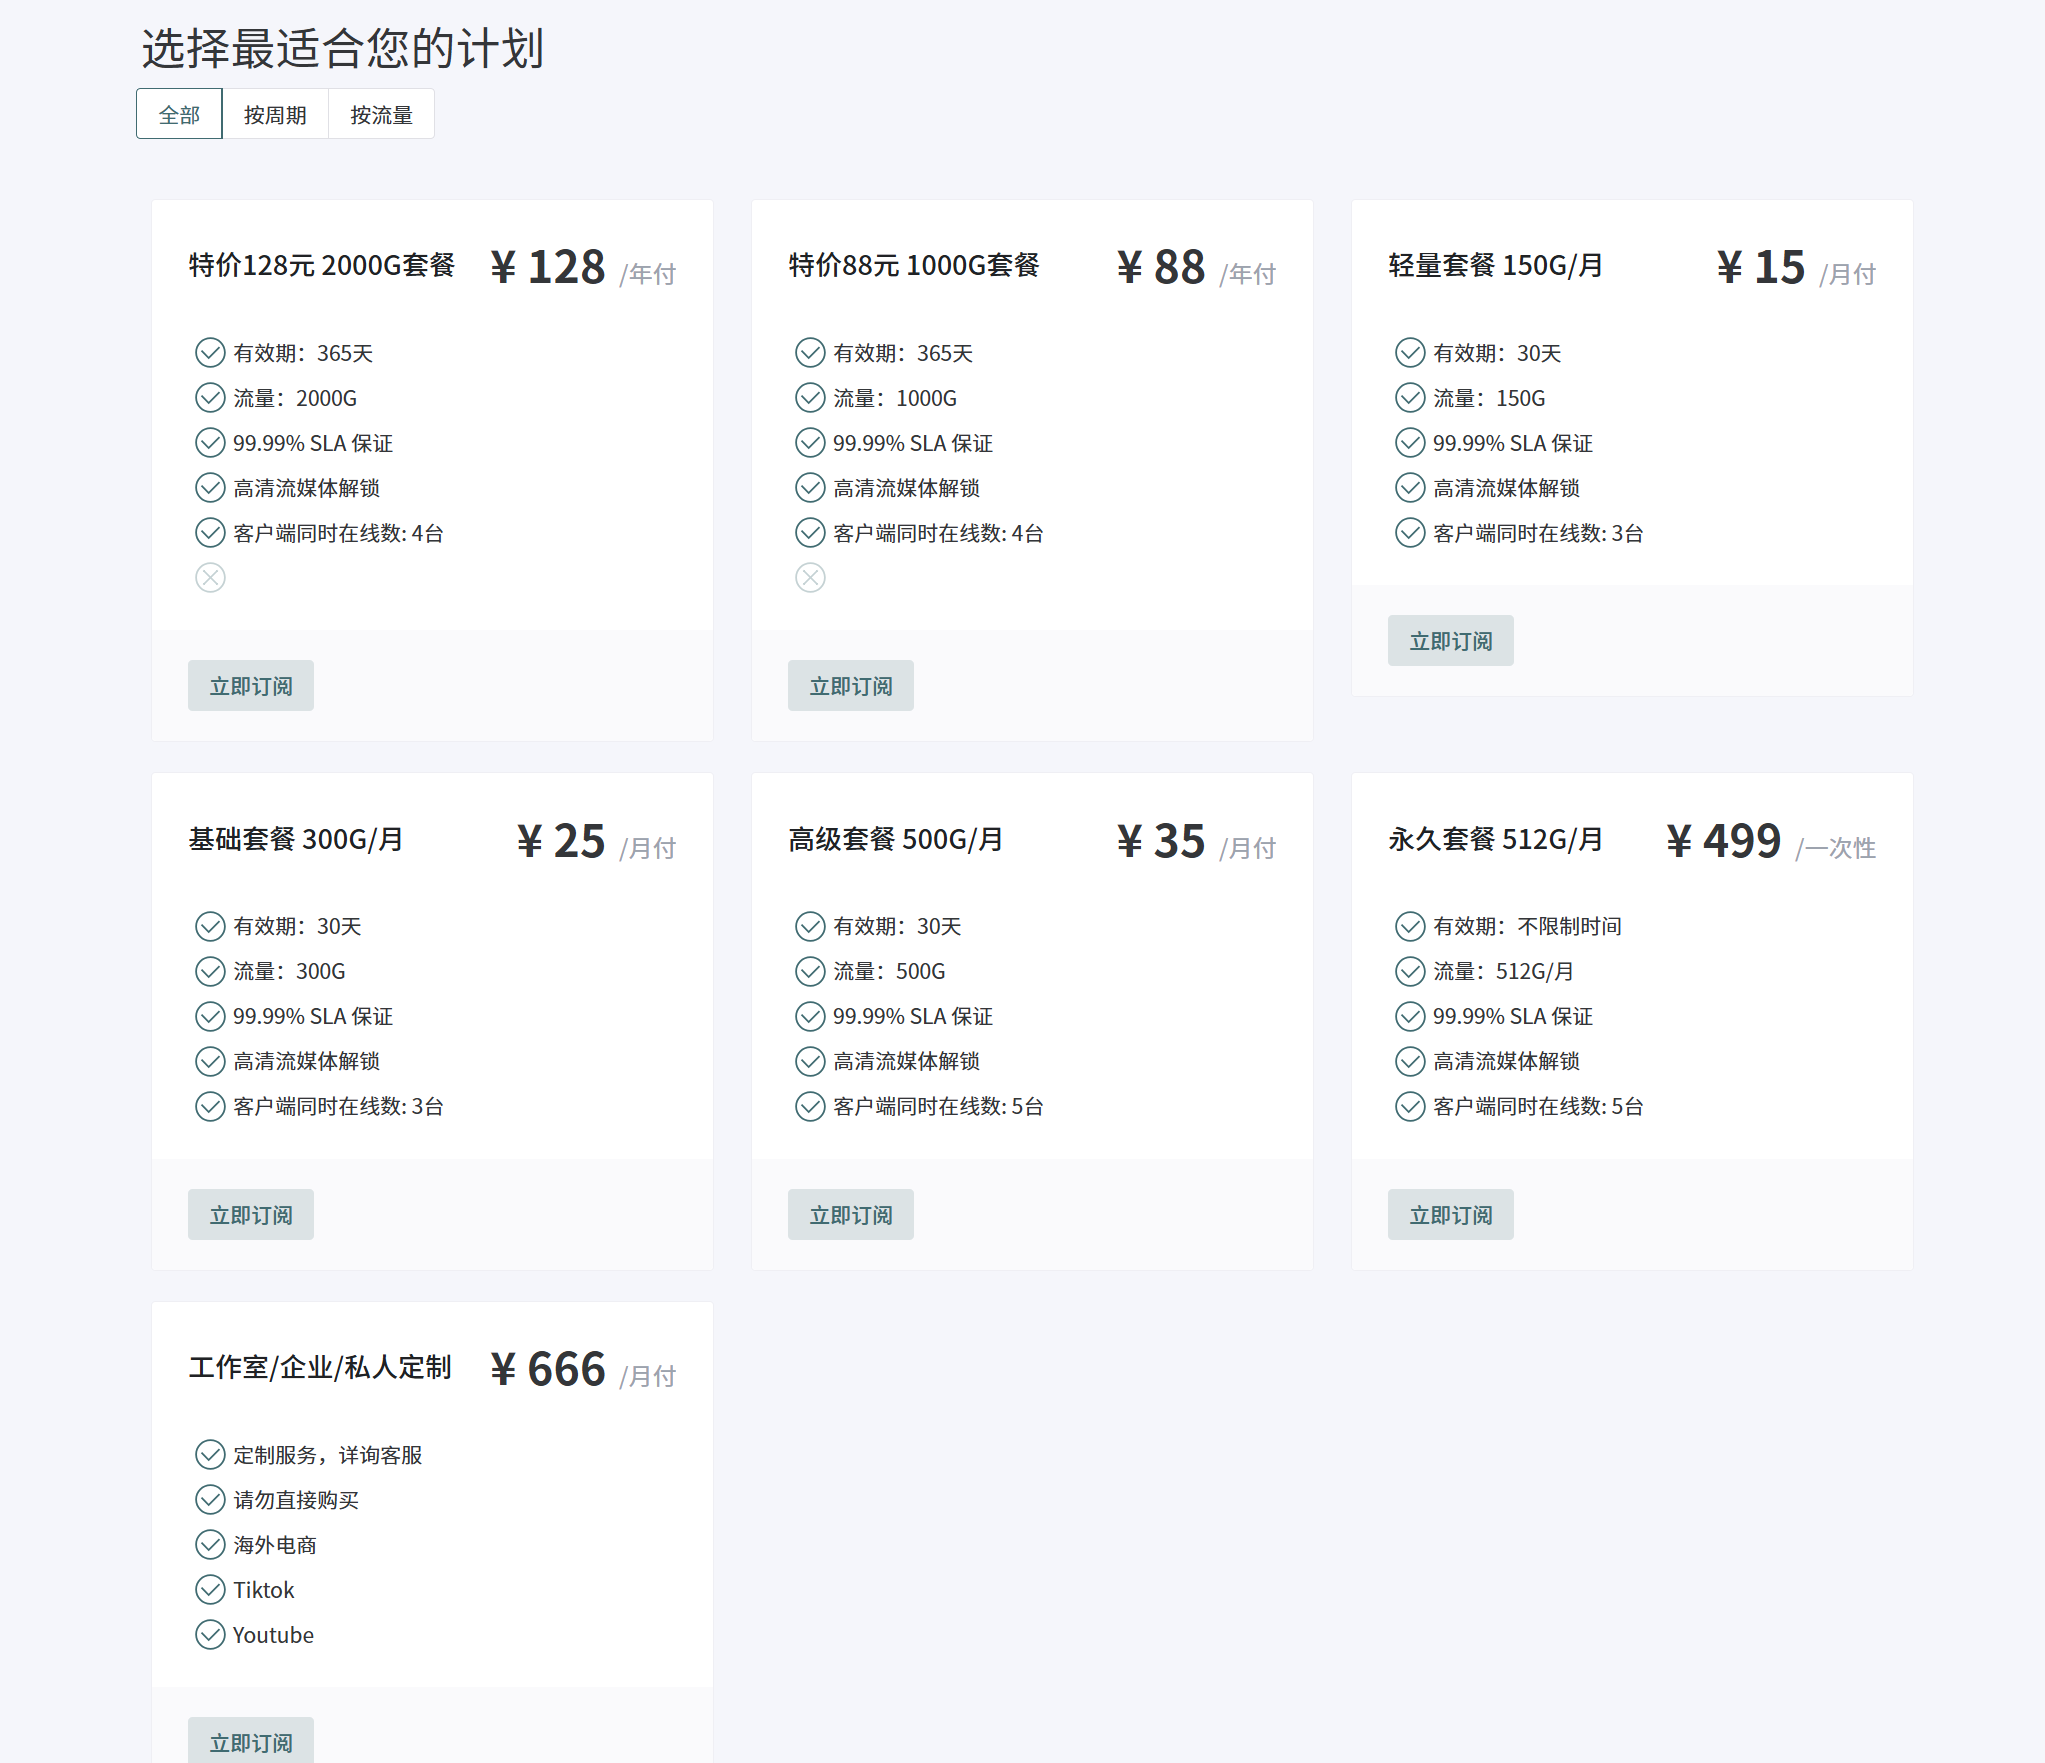 选择最适合您的计划
全部 按周期 按流量
特价128元 2000G套餐 ¥ 128 /年付
有效期：365天
流量：2000G
99.99% SLA 保证
高清流媒体解锁
客户端同时在线数: 4台
立即订阅
特价88元 1000G套餐 ¥ 88 /年付
有效期：365天
流量：1000G
99.99% SLA 保证
高清流媒体解锁
客户端同时在线数: 4台
立即订阅
轻量套餐 150G/月 ¥ 15 /月付
有效期：30天
流量：150G
99.99% SLA 保证
高清流媒体解锁
客户端同时在线数: 3台
立即订阅
基础套餐 300G/月 ¥ 25 /月付
有效期：30天
流量：300G
99.99% SLA 保证
高清流媒体解锁
客户端同时在线数: 3台
立即订阅
高级套餐 500G/月 ¥ 35 /月付
有效期：30天
流量：500G
99.99% SLA 保证
高清流媒体解锁
客户端同时在线数: 5台
立即订阅
永久套餐 512G/月 ¥ 499 /一次性
有效期：不限制时间
流量：512G/月
99.99% SLA 保证
高清流媒体解锁
客户端同时在线数: 5台
立即订阅
工作室/企业/私人定制 ¥ 666 /月付
定制服务，详询客服
请勿直接购买
海外电商
Tiktok
Youtube
立即订阅